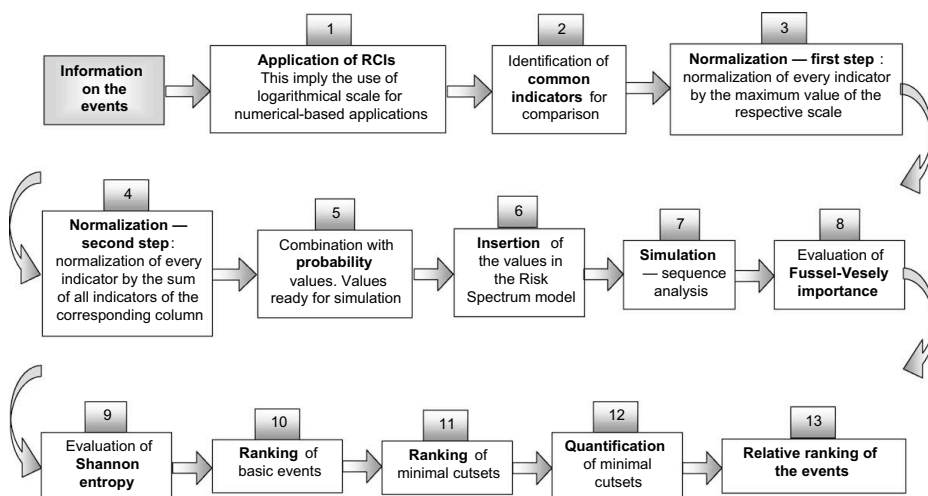 Information
on the
events
1
Application of RCIs
This imply the use of
logarithmical scale for
numerical-based applications
2
Identification of
common
indicators for
comparison
3
Normalization — first step :
normalization of every indicator
by the maximum value of the
respective scale
4
Normalization —
second step :
normalization of every
indicator by the sum
of all indicators of the
corresponding column
5
Combination with
probability
values. Values
ready for simulation
6
Insertion of
the values in
the Risk
Spectrum model
7
Simulation
— sequence
analysis
8
Evaluation of
Fussel-Vesely
importance
9
Evaluation of
Shannon
entropy
10
Ranking of
basic events
11
Ranking of
minimal cutsets
12
Quantification
of minimal
cutsets
13
Relative ranking
of the events